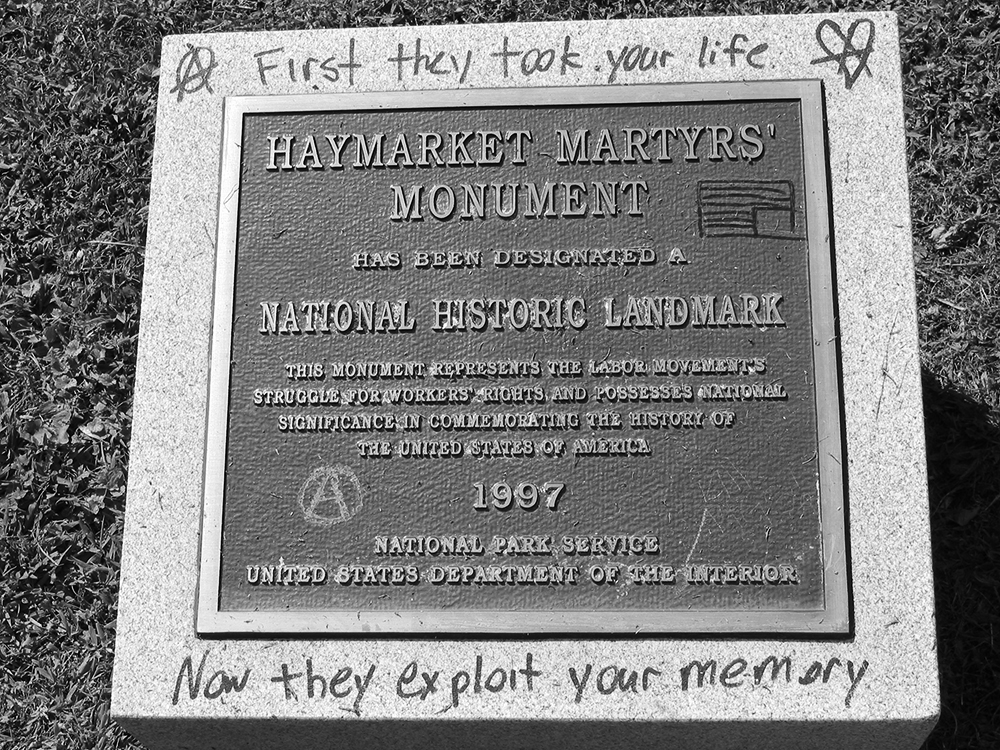 Ⓐ First they took your life.
HAYMARKET MARTYRS'
MONUMENT
HAS BEEN DESIGNATED A
NATIONAL HISTORIC LANDMARK
THIS MONUMENT REPRESENTS THE LABOR MOVEMENT'S
STRUGGLE FOR WORKERS' RIGHTS AND POSSESSES NATIONAL
SIGNIFICANCE IN COMMEMORATING THE HISTORY OF
THE UNITED STATES OF AMERICA
Ⓐ
1997
NATIONAL PARK SERVICE
UNITED STATES DEPARTMENT OF THE INTERIOR
Now they exploit your memory